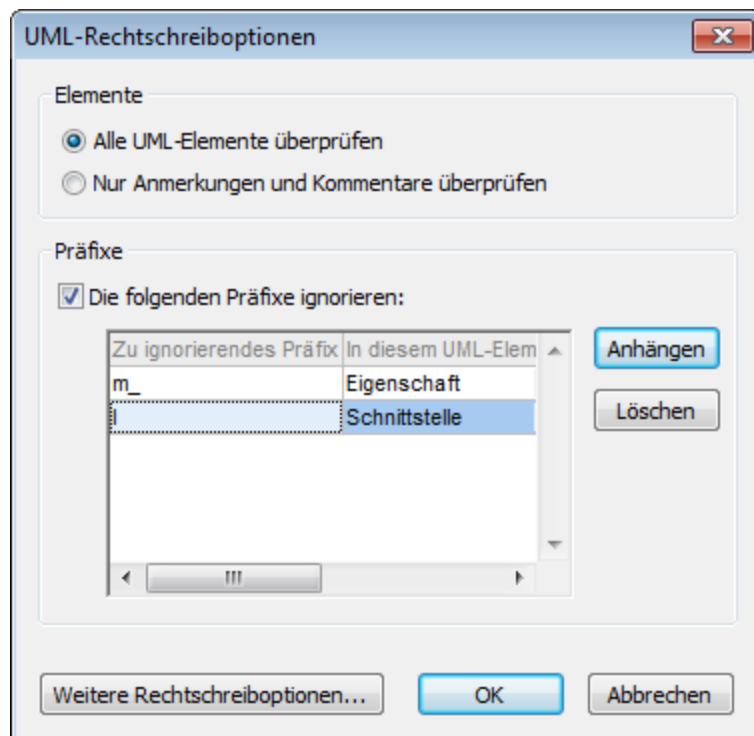 UML-Rechtschreiboptionen
Elemente
Alle UML-Elemente überprüfen
Nur Anmerkungen und Kommentare überprüfen
Präfixe
Die folgenden Präfixe ignorieren:
Zu ignorierendes Präfix In diesem UML-Elem
m_ Eigenschaft
I Schnittstelle
Anhängen
Löschen
Weitere Rechtschreiboptionen... OK Abbrechen